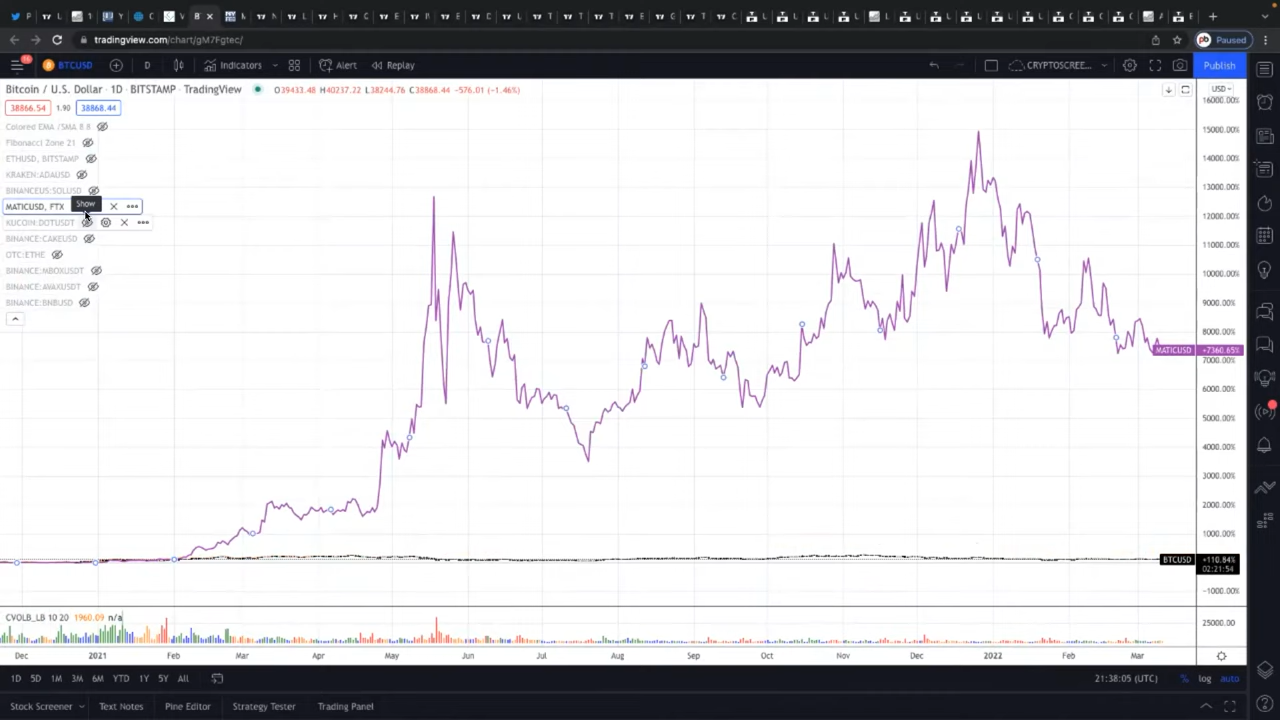 tradingview.com/chart/gM7Fgtec/
Paused
BTCUSD D Indicators Alert Replay CRYPTOSCREE... Publish
Bitcoin / U.S. Dollar · 1D · BITSTAMP · TradingView O39433.48 H40237.22 L38244.76 C38868.44 -576.01 (-1.46%)
38866.54 1.90 38868.44
Colored EMA /SMA 8.8
Fibonacci Zone 21
ETHUSD, BITSTAMP
KRAKEN:ADAUSD
BINANCEUS:SOLUSD
Show
MATICUSD, FTX
KUCOIN:DOTUSDT
BINANCE:CAKEUSD
OTC:ETHE
BINANCE:MBOXUSDT
BINANCE:AVAXUSDT
BINANCE:BNBUSD
USD
16000.00%
15000.00%
14000.00%
13000.00%
12000.00%
11000.00%
10000.00%
9000.00%
8000.00%
MATICUSD +7360.65%
7000.00%
6000.00%
5000.00%
4000.00%
3000.00%
2000.00%
1000.00%
BTCUSD +110.84%
02:21:54
-1000.00%
CVOLB_LB 10 20 1960.09 n/a
25000.00
Dec 2021 Feb Mar Apr May Jun Jul Aug Sep Oct Nov Dec 2022 Feb Mar
1D 5D 1M 3M 6M YTD 1Y 5Y All 21:38:05 (UTC) % log auto
Stock Screener Text Notes Pine Editor Strategy Tester Trading Panel